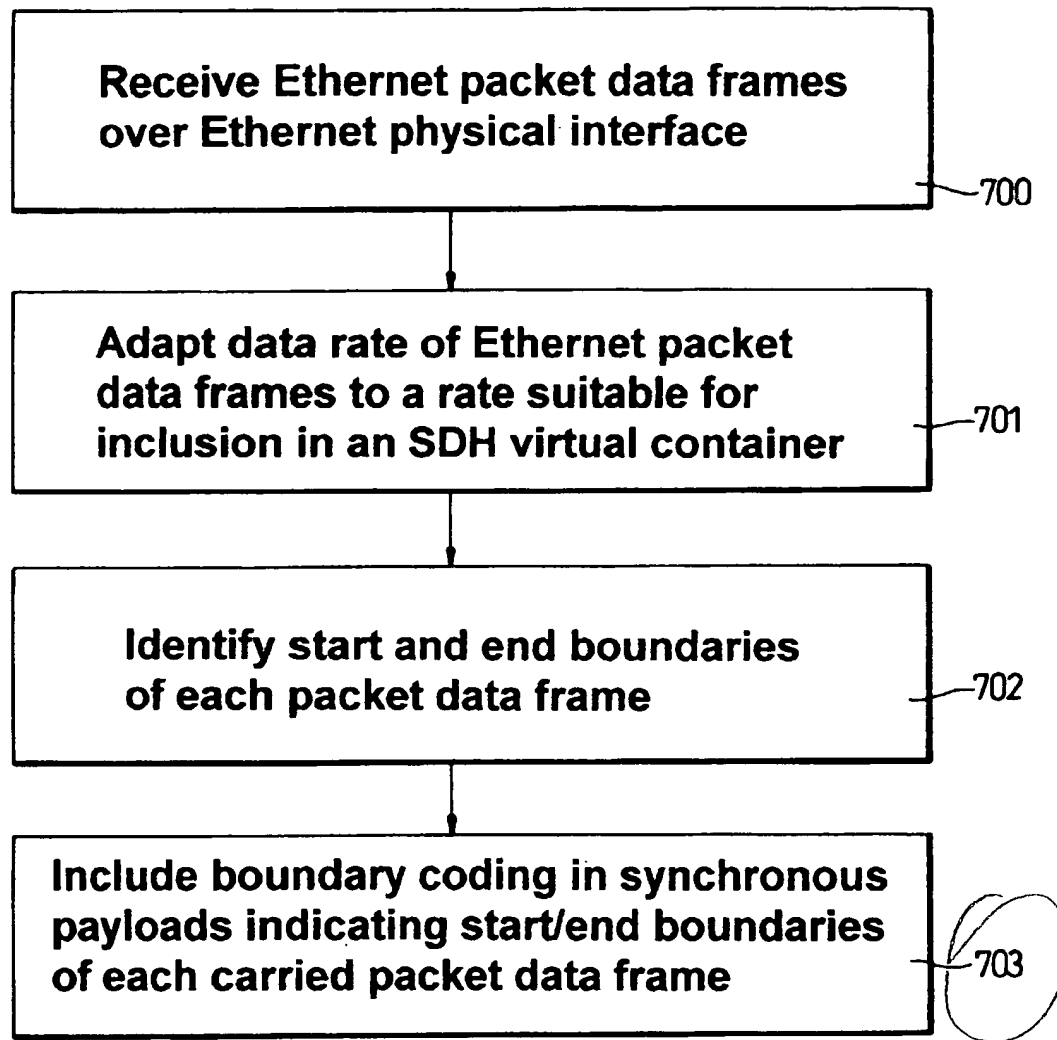 Receive Ethernet packet data frames
over Ethernet physical interface
700
Adapt data rate of Ethernet packet
data frames to a rate suitable for
inclusion in an SDH virtual container
701
Identify start and end boundaries
of each packet data frame
702
Include boundary coding in synchronous
payloads indicating start/end boundaries
of each carried packet data frame
703